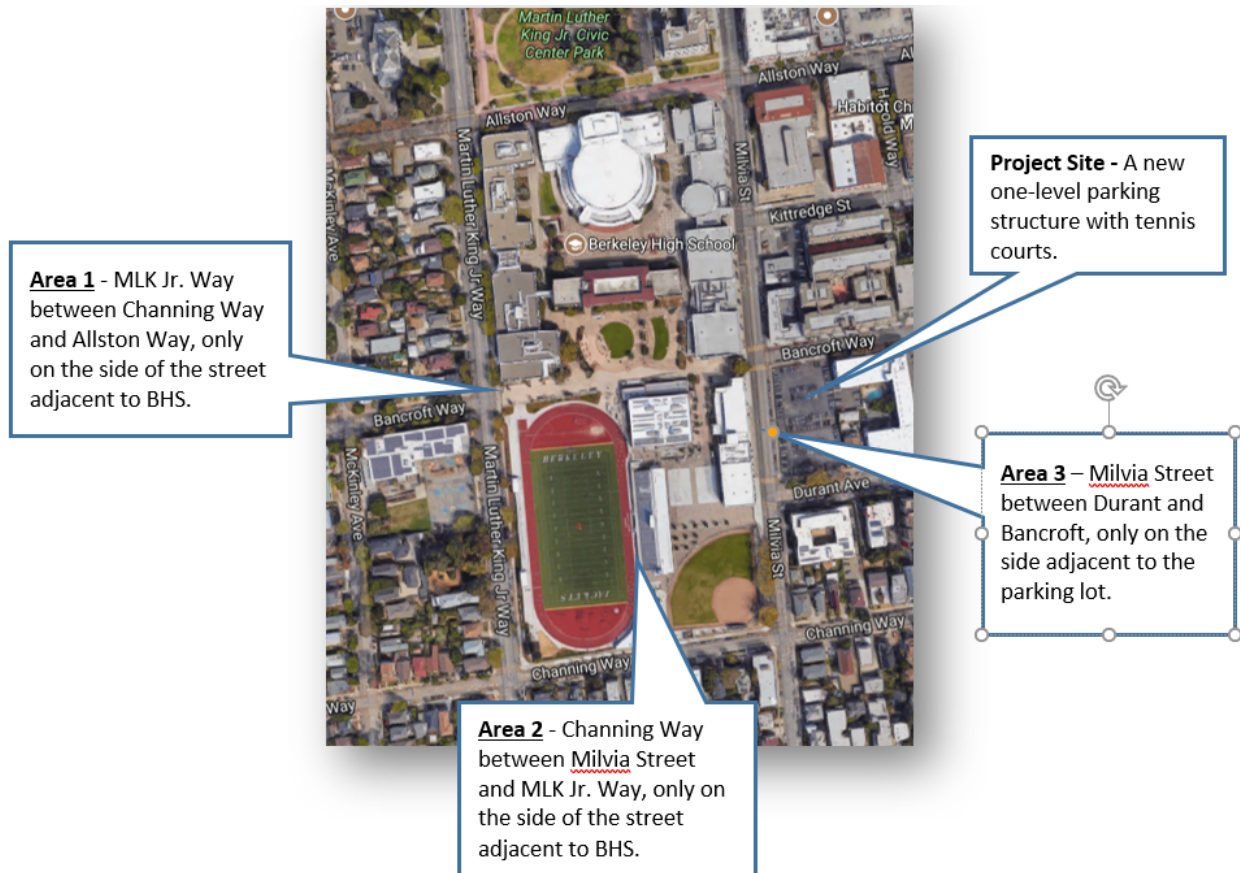 Martin Luther
King Jr. Civic
Center Park
Allston Way
Allston Way
Martin Luther King Jr Way
Milvia St
Habitot Ch
Harold Way
McKinley Ave
Kittredge St
Berkeley High School
Project Site - A new
one-level parking
structure with tennis
courts.
Area 1 - MLK Jr. Way
between Channing Way
and Allston Way, only
on the side of the street
adjacent to BHS.
Bancroft Way
Bancroft Way
McKinley Ave
Martin Luther King Jr Way
BERKELEY
JACKETS
Durant Ave
Milvia St
Area 3 – Milvia Street
between Durant and
Bancroft, only on the
side adjacent to the
parking lot.
Channing Way
Channing Way
Way
Area 2 - Channing Way
between Milvia Street
and MLK Jr. Way, only on
the side of the street
adjacent to BHS.